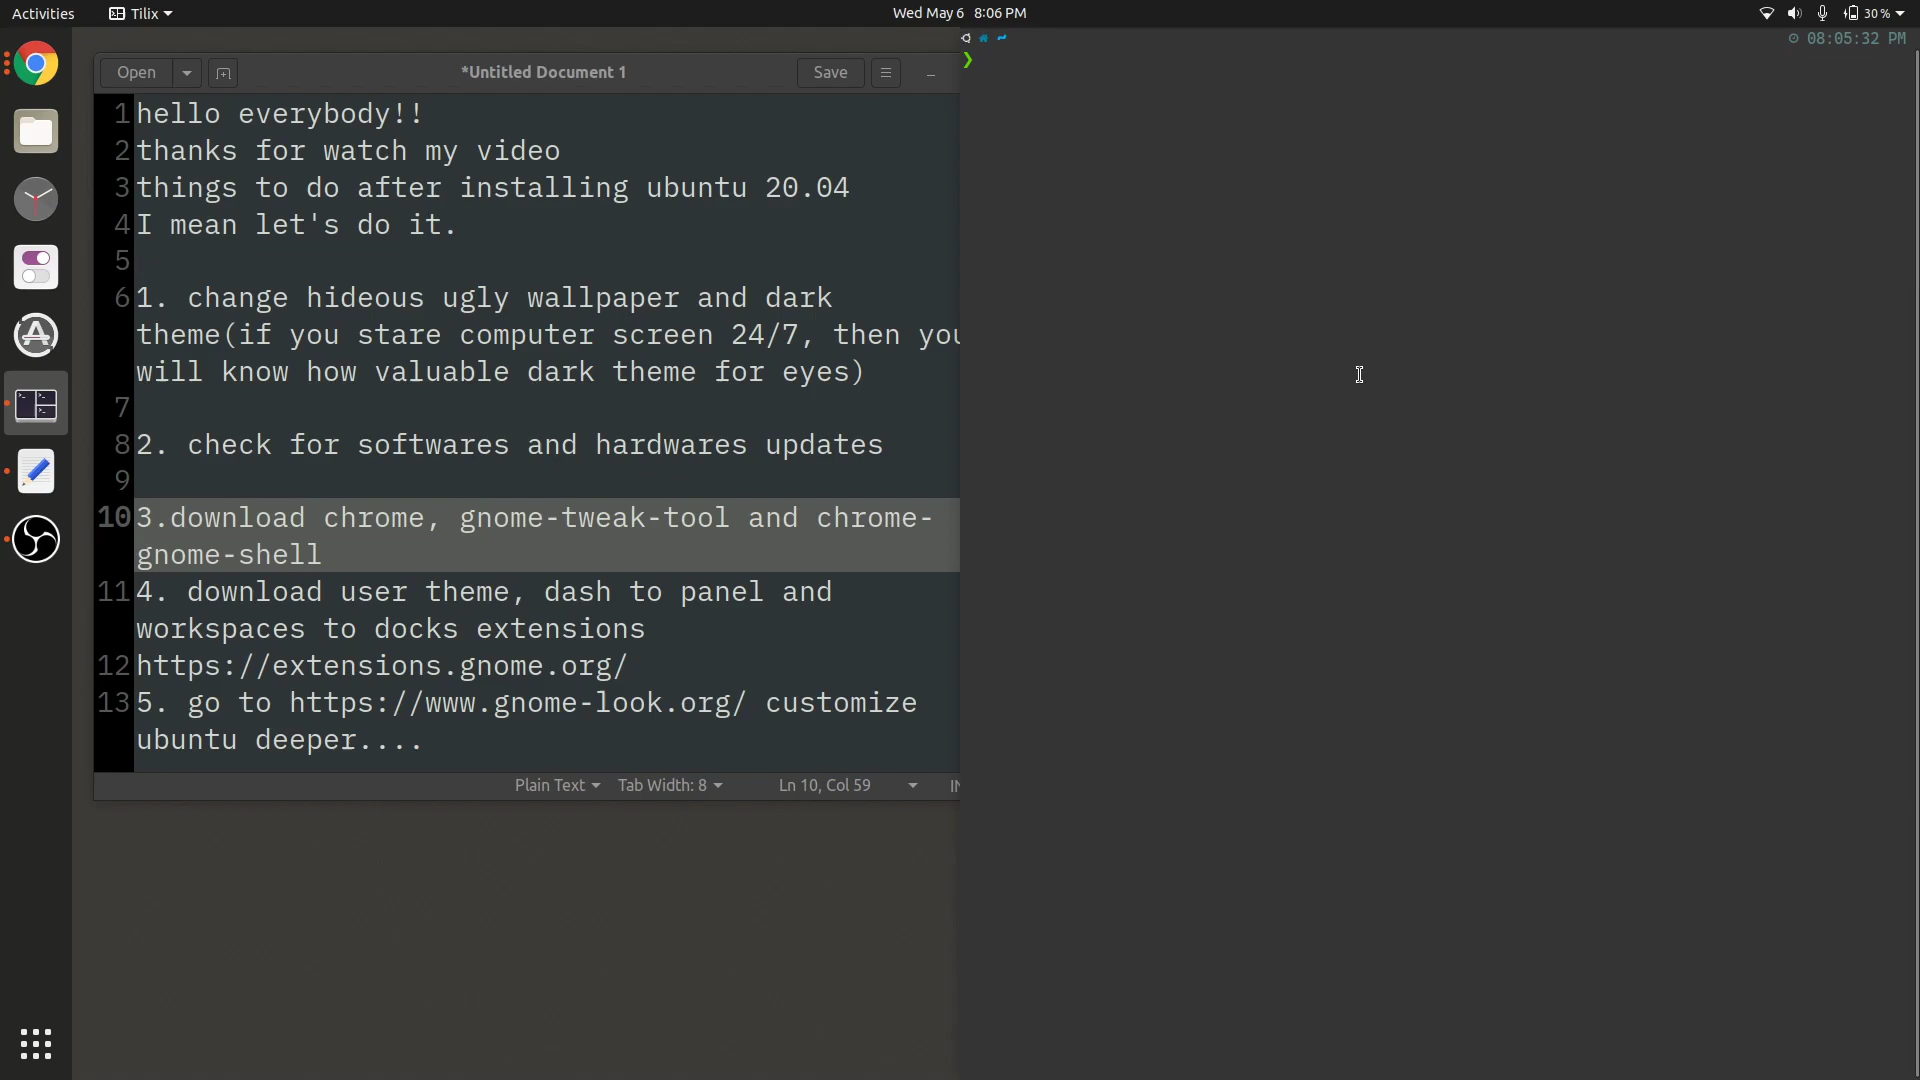 Activities Tilix Wed May 6 8:06 PM 30 %
08:05:32 PM
Open *Untitled Document 1 Save
1 hello everybody!!
2 thanks for watch my video
3 things to do after installing ubuntu 20.04
4 I mean let's do it.
5
6 1. change hideous ugly wallpaper and dark
theme(if you stare computer screen 24/7, then you
will know how valuable dark theme for eyes)
7
8 2. check for softwares and hardwares updates
9
10 3.download chrome, gnome-tweak-tool and chrome-
gnome-shell
11 4. download user theme, dash to panel and
workspaces to docks extensions
12 https://extensions.gnome.org/
13 5. go to https://www.gnome-look.org/ customize
ubuntu deeper....
Plain Text Tab Width: 8 Ln 10, Col 59